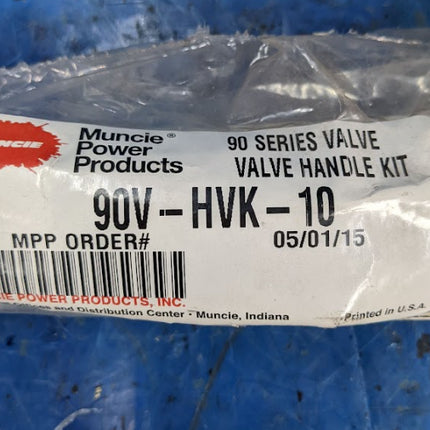 Muncie® Power Products
90 SERIES VALVE
VALVE HANDLE KIT
90V-HVK-10
MPP ORDER# 05/01/15
CIE POWER PRODUCTS, INC.
and Distribution Center • Muncie, Indiana
Printed in U.S.A.